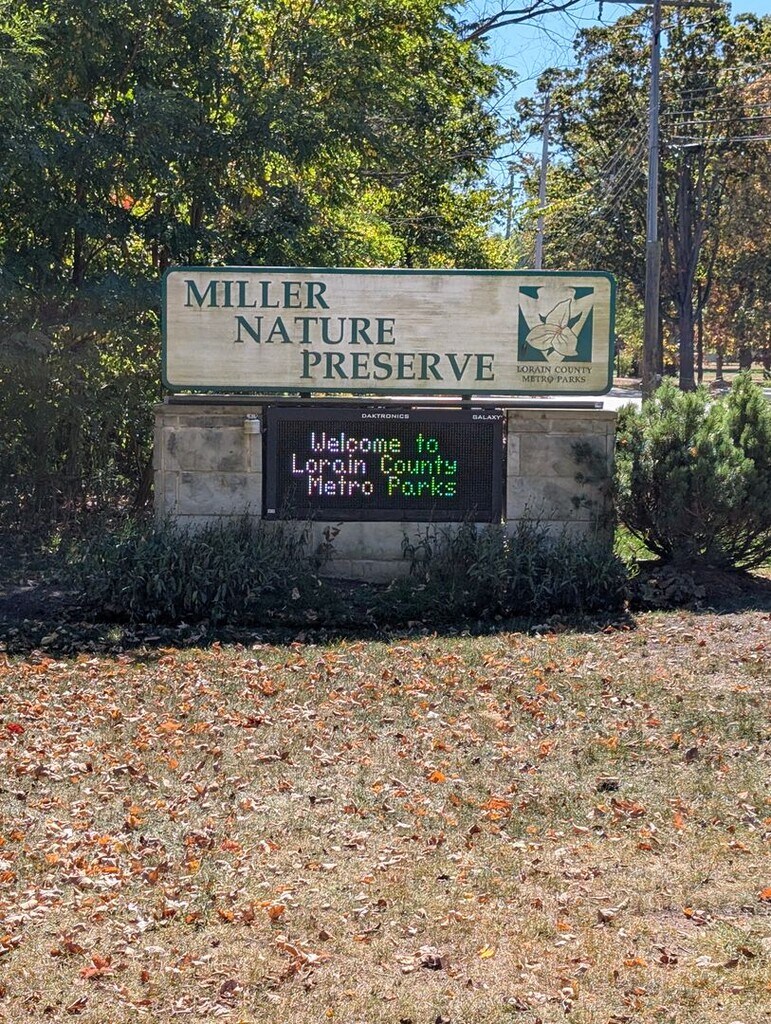 MILLER
NATURE
PRESERVE
LORAIN COUNTY
METRO PARKS
DAKTRONICS
GALAXY
Welcome to
Lorain County
Metro Parks